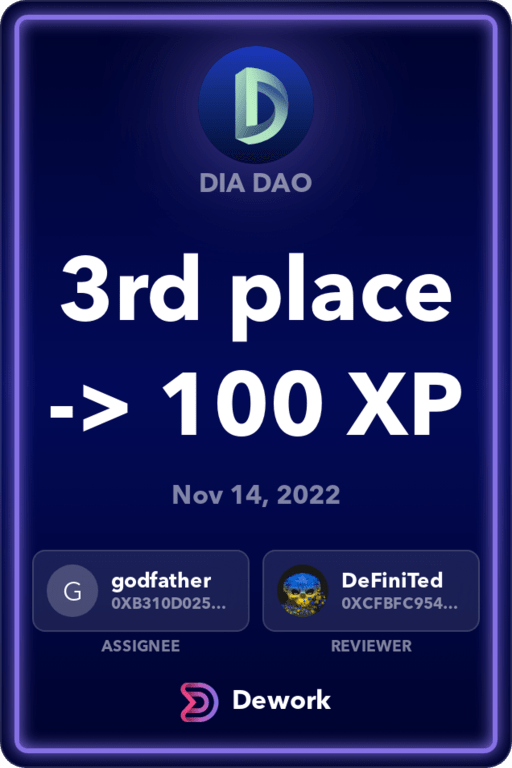 DIA DAO
3rd place
-> 100 XP
Nov 14, 2022
G
godfather
0XB310D025...
ASSIGNEE
DeFiniTed
0XCFBFC954...
REVIEWER
Dework